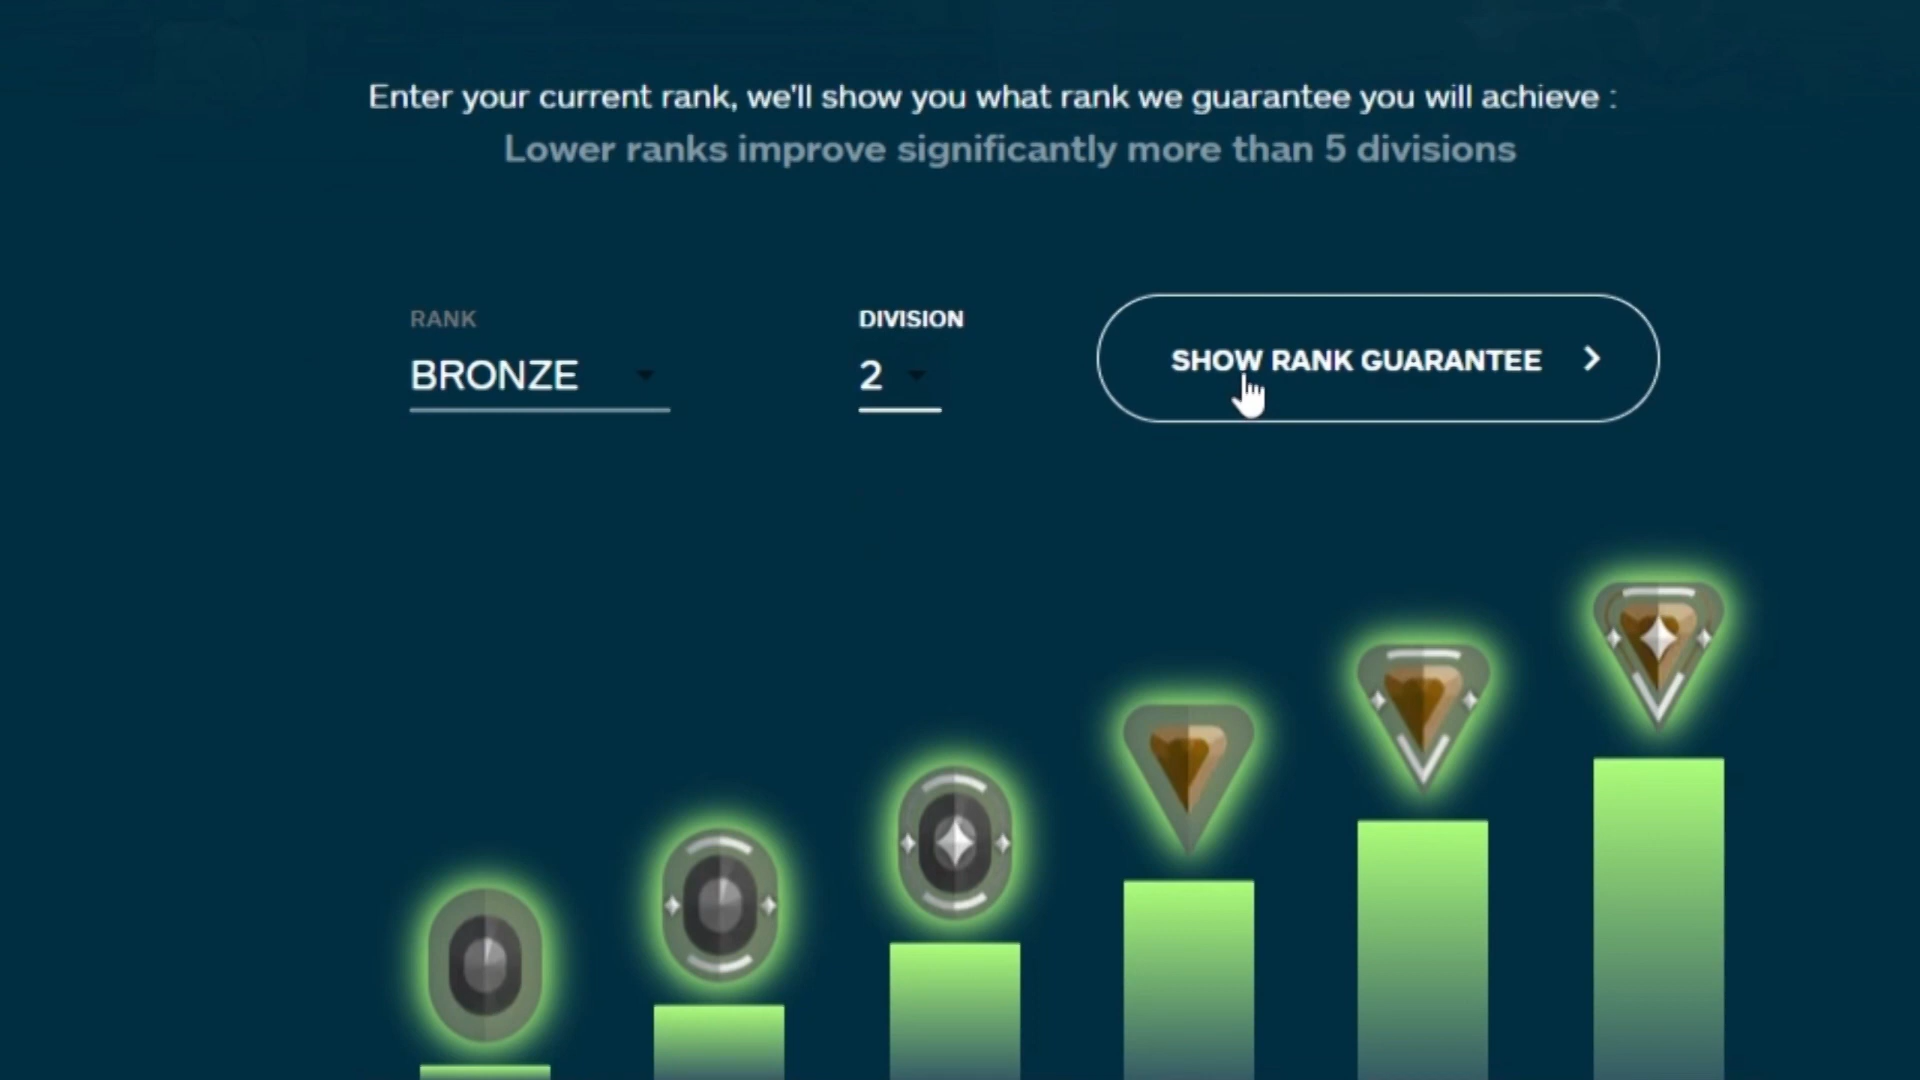 Enter your current rank, we'll show you what rank we guarantee you will achieve :
Lower ranks improve significantly more than 5 divisions
RANK
DIVISION
BRONZE
2
SHOW RANK GUARANTEE